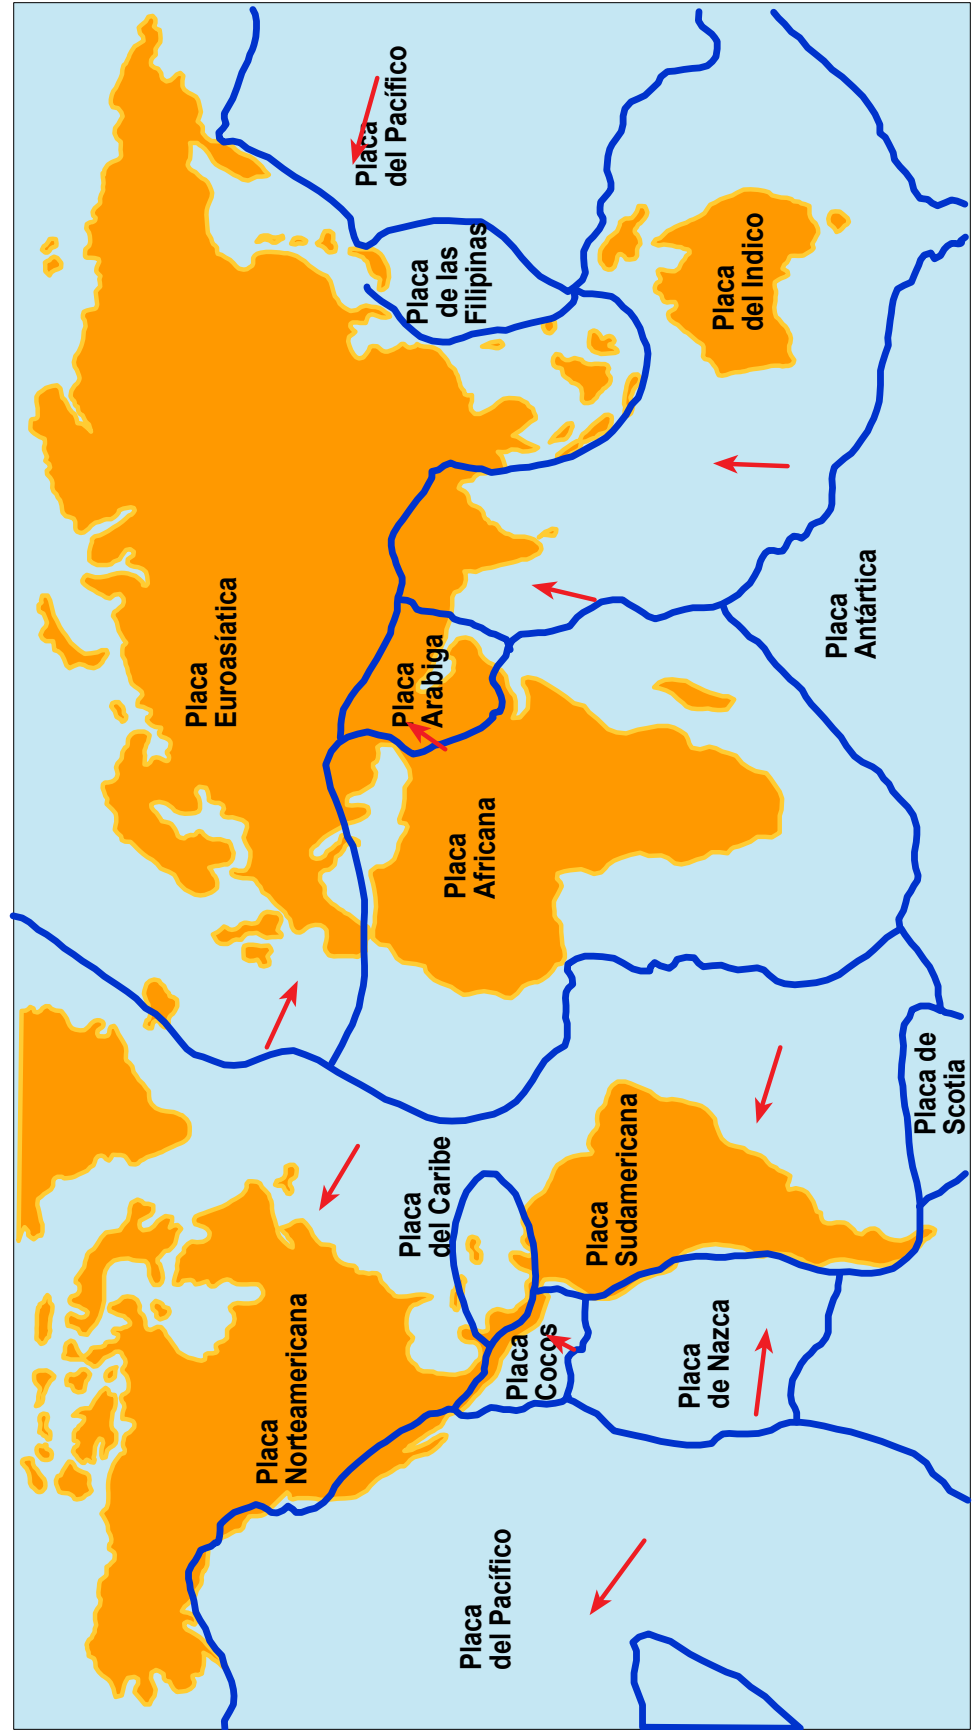 Placa
Norteamericana
Placa
del Pacífico
Placa
del Caribe
Placa
Cocos
Placa
de Nazca
Placa
Sudamericana
Placa de
Scotia
Placa
Africana
Placa
Euroasíatica
Placa
Arabiga
Placa
Antártica
Placa
de las
Filipinas
Placa
del Indico
Placa
del Pacífico